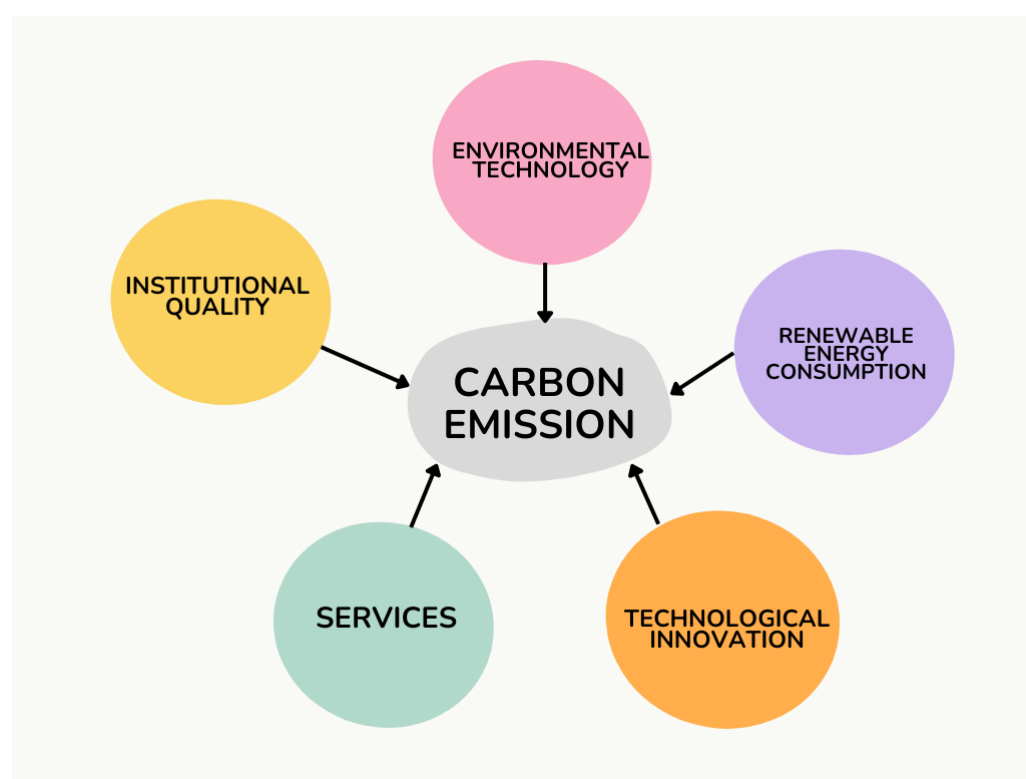 ENVIRONMENTAL
TECHNOLOGY
INSTITUTIONAL
QUALITY
RENEWABLE
ENERGY
CONSUMPTION
CARBON
EMISSION
SERVICES
TECHNOLOGICAL
INNOVATION